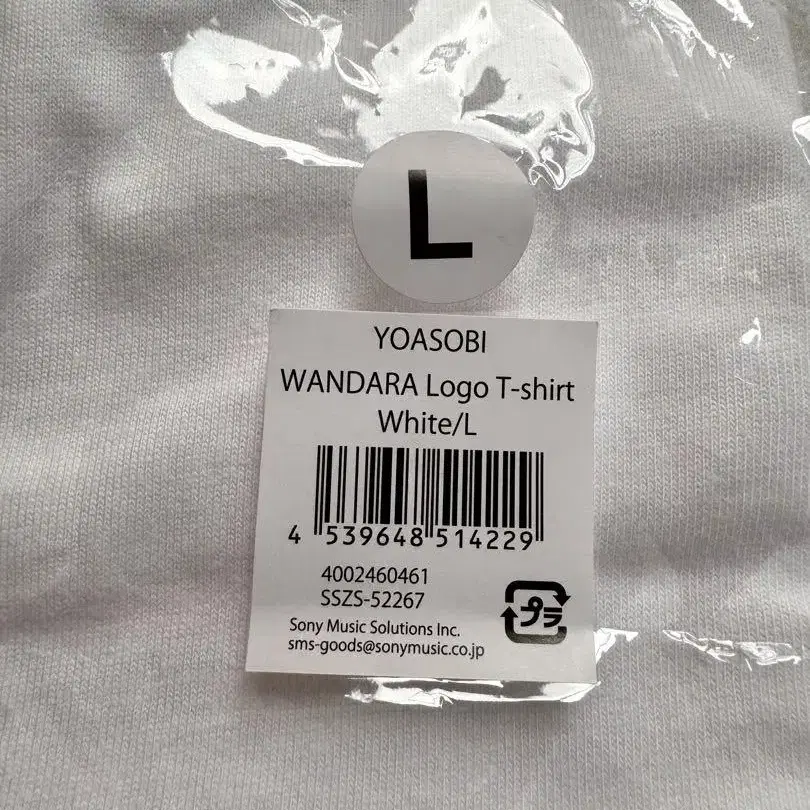 L
YOASOBI
WANDARA Logo T-shirt
White/L
4 539648 514229
4002460461
SSZS-52267
プラ
Sony Music Solutions Inc.
sms-goods@sonymusic.co.jp